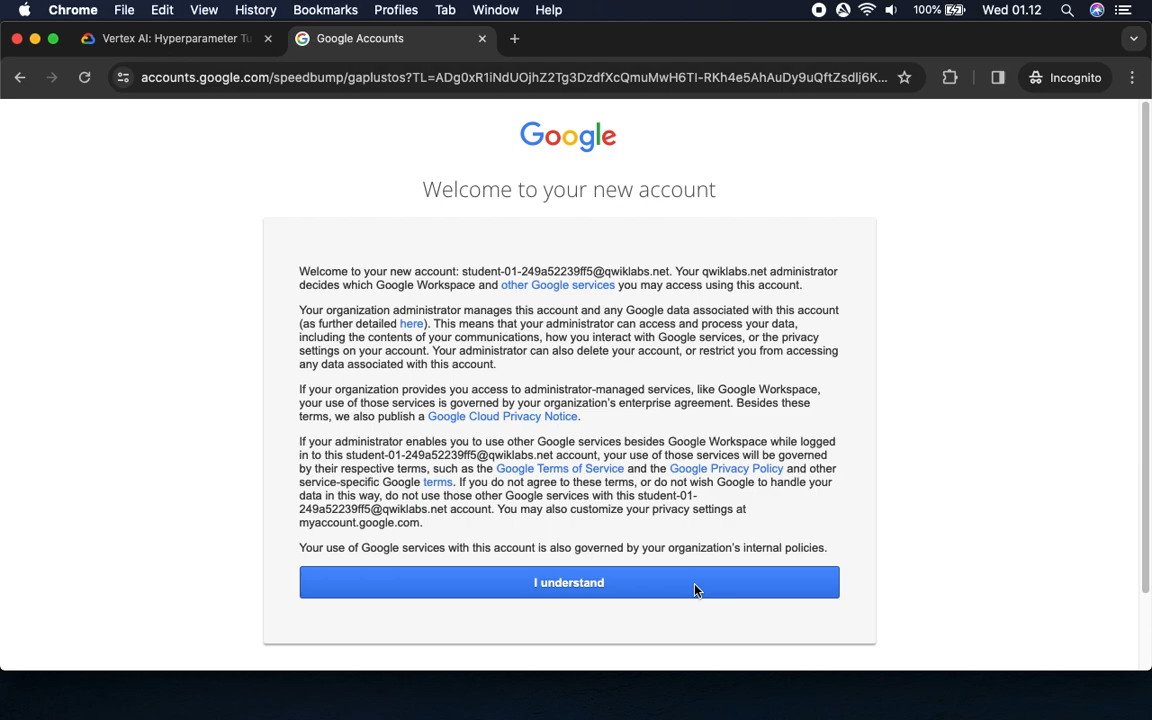 Chrome File Edit View History Bookmarks Profiles Tab Window Help 100% Wed 01.12
Vertex AI: Hyperparameter Tu Google Accounts
accounts.google.com/speedbump/gaplustos?TL=ADg0xR1iNdUOjhZ2Tg3DzdfXcQmuMwH6TI-RKh4e5AhAuDy9uQftZsdlj6K... Incognito
Google
Welcome to your new account
Welcome to your new account: student-01-249a52239ff5@qwiklabs.net. Your qwiklabs.net administrator
decides which Google Workspace and other Google services you may access using this account.
Your organization administrator manages this account and any Google data associated with this account
(as further detailed here). This means that your administrator can access and process your data,
including the contents of your communications, how you interact with Google services, or the privacy
settings on your account. Your administrator can also delete your account, or restrict you from accessing
any data associated with this account.
If your organization provides you access to administrator-managed services, like Google Workspace,
your use of those services is governed by your organization's enterprise agreement. Besides these
terms, we also publish a Google Cloud Privacy Notice.
If your administrator enables you to use other Google services besides Google Workspace while logged
in to this student-01-249a52239ff5@qwiklabs.net account, your use of those services will be governed
by their respective terms, such as the Google Terms of Service and the Google Privacy Policy and other
service-specific Google terms. If you do not agree to these terms, or do not wish Google to handle your
data in this way, do not use those other Google services with this student-01-
249a52239ff5@qwiklabs.net account. You may also customize your privacy settings at
myaccount.google.com.
Your use of Google services with this account is also governed by your organization's internal policies.
I understand